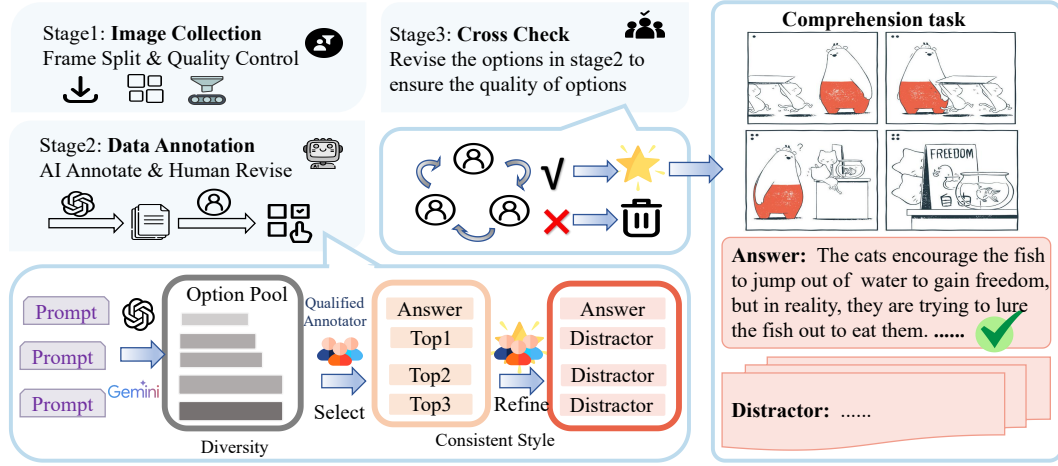 Stage1: Image Collection
Frame Split & Quality Control
Stage2: Data Annotation
AI Annotate & Human Revise
Stage3: Cross Check
Revise the options in stage2 to
ensure the quality of options
Prompt
Prompt
Prompt
Gemini
Option Pool
Diversity
Qualified
Annotator
Select
Answer
Top1
Top2
Top3
Refine
Consistent Style
Answer
Distractor
Distractor
Distractor
Comprehension task
FREEDOM
Answer: The cats encourage the fish
to jump out of water to gain freedom,
but in reality, they are trying to lure
the fish out to eat them. ......
Distractor: ......